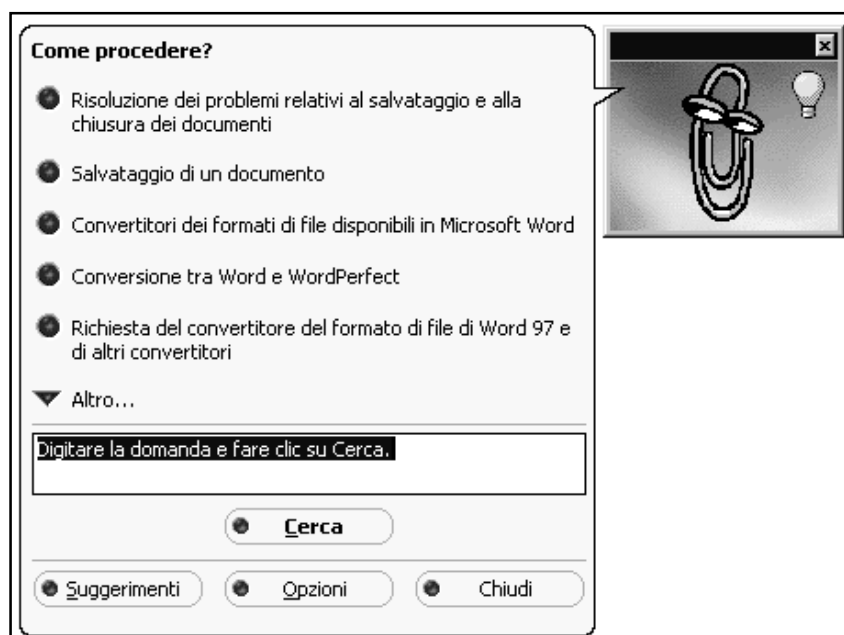 Come procedere?
Risoluzione dei problemi relativi al salvataggio e alla
chiusura dei documenti
Salvataggio di un documento
Convertitori dei formati di file disponibili in Microsoft Word
Conversione tra Word e WordPerfect
Richiesta del convertitore del formato di file di Word 97 e
di altri convertitori
Altro...
Digitare la domanda e fare clic su Cerca.
Cerca
Suggerimenti Opzioni Chiudi